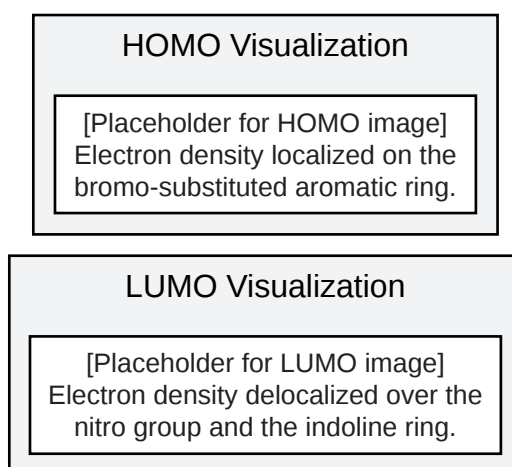 HOMO Visualization
[Placeholder for HOMO image]
Electron density localized on the
bromo-substituted aromatic ring.
LUMO Visualization
[Placeholder for LUMO image]
Electron density delocalized over the
nitro group and the indoline ring.